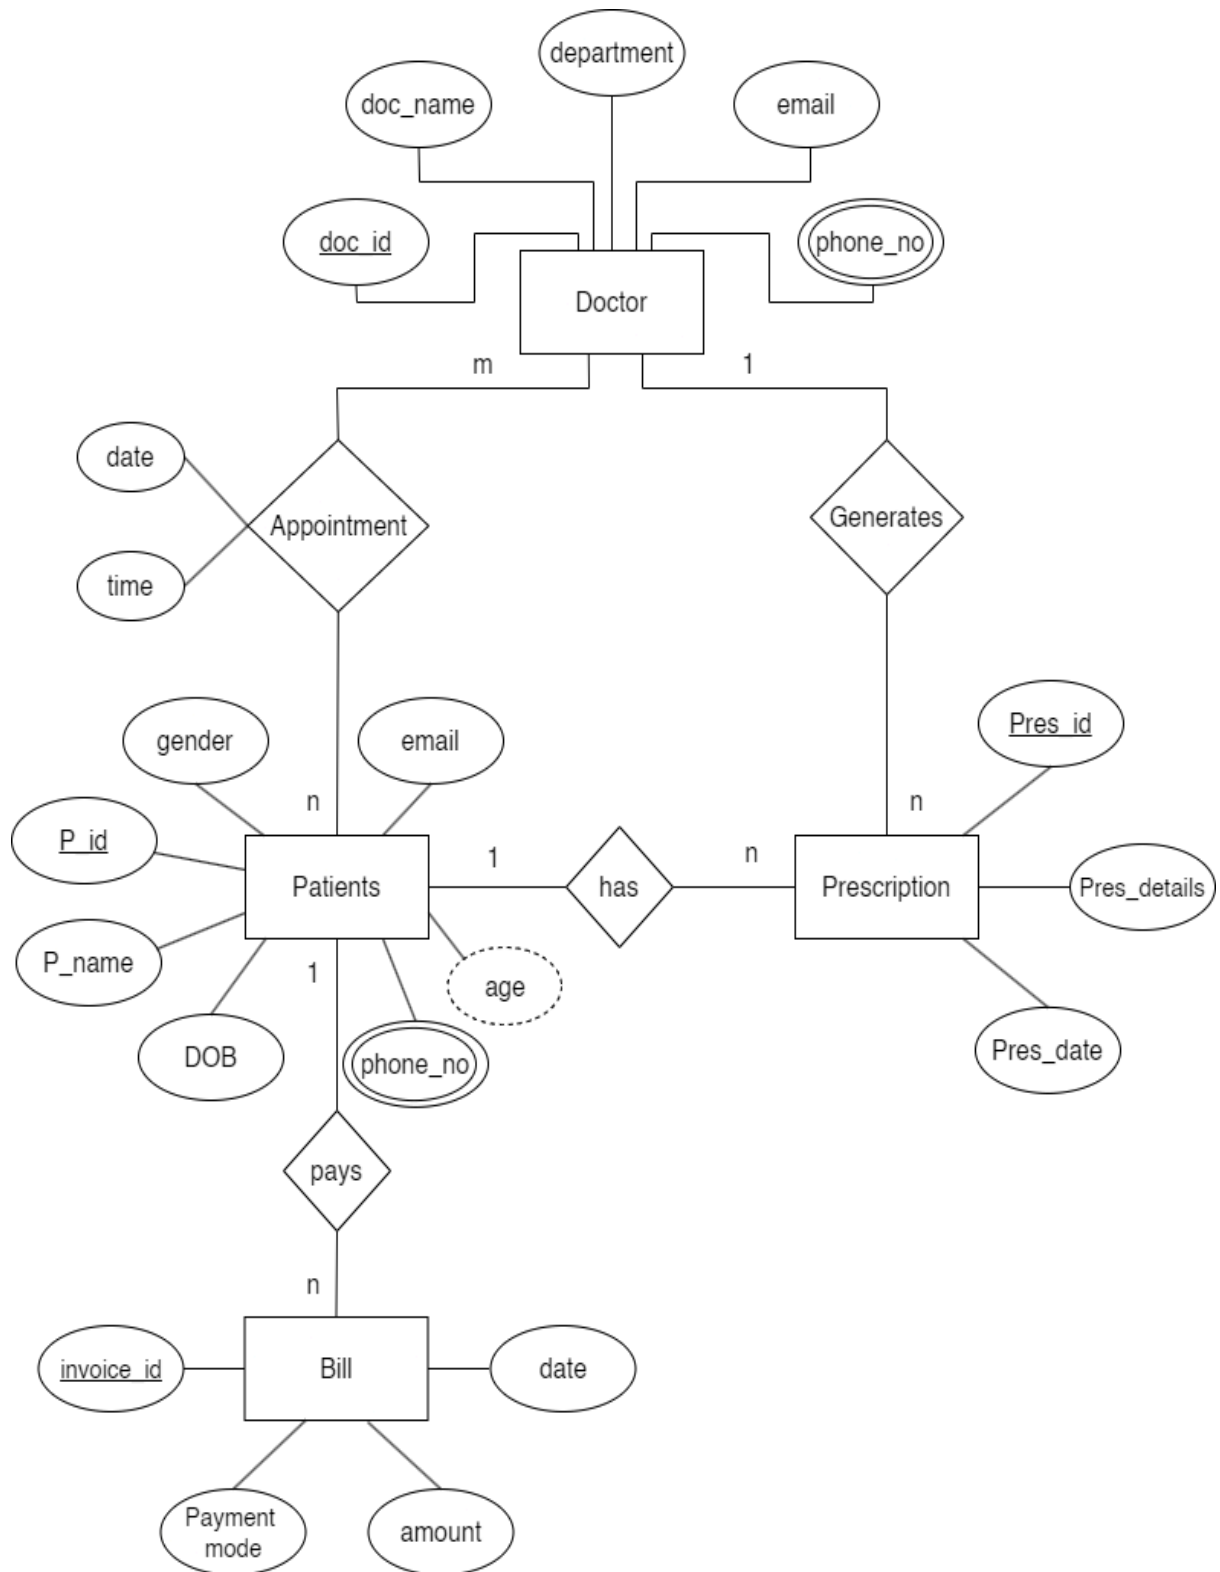 department
doc_name
email
doc_id
phone_no
Doctor
m
1
date
Appointment
Generates
time
gender
email
Pres_id
n
n
P_id
1
n
Patients
has
Prescription
Pres_details
P_name
1
age
DOB
phone_no
Pres_date
pays
n
invoice_id
Bill
date
Payment
mode
amount